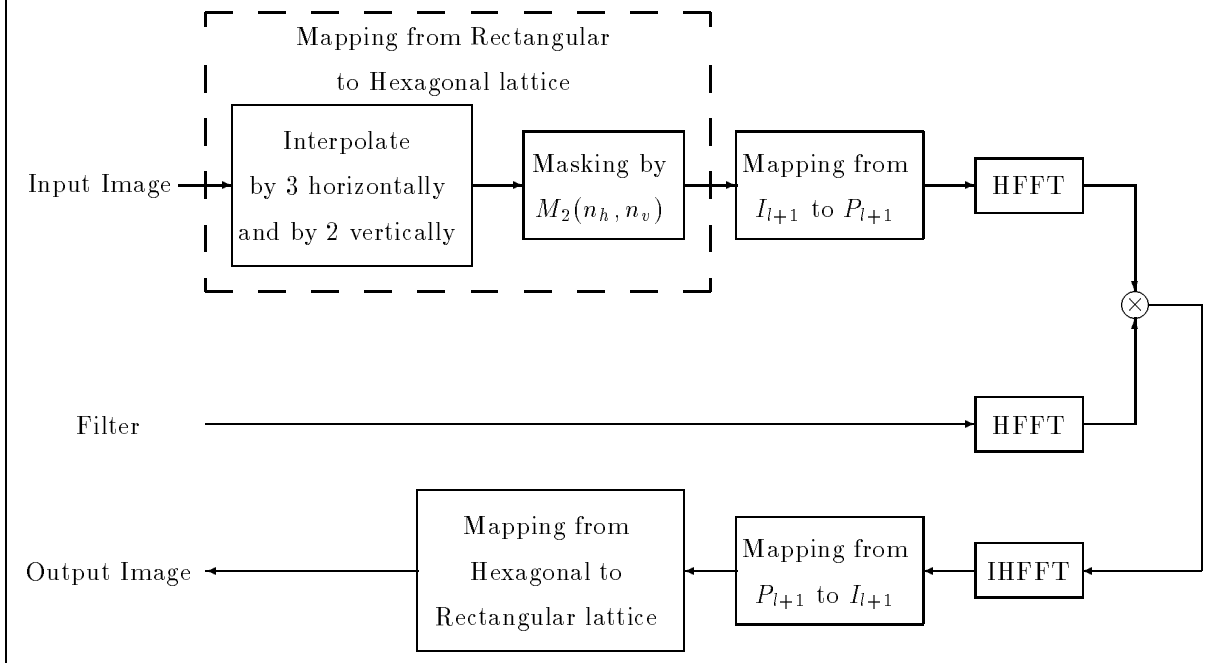 Mapping from Rectangular
to Hexagonal lattice
Input Image
Interpolate
by 3 horizontally
and by 2 vertically
Masking by
M₂(nₕ, nᵥ)
Mapping from
Iₗ₊₁ to Pₗ₊₁
HFFT
⊗
Filter
HFFT
Output Image
Mapping from
Hexagonal to
Rectangular lattice
Mapping from
Pₗ₊₁ to Iₗ₊₁
IHFFT